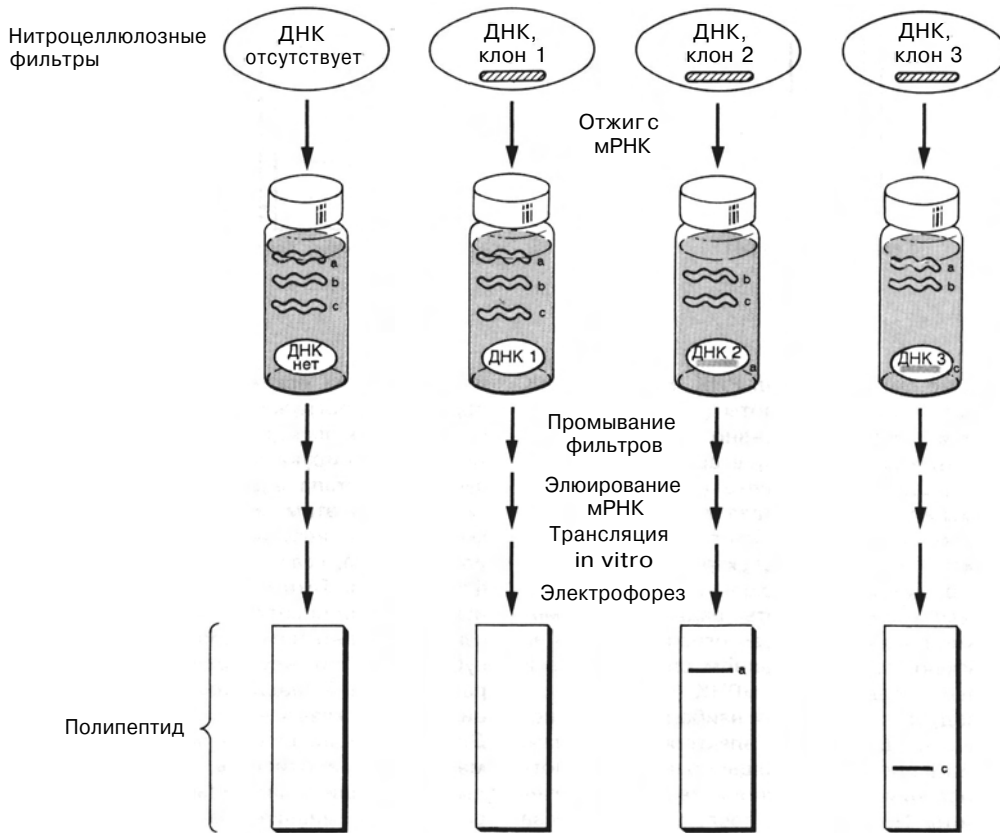 Нитроцеллюлозные
фильтры
ДНК
отсутствует
ДНК,
клон 1
ДНК,
клон 2
ДНК,
клон 3
Отжиг с
мРНК
a
b
c
ДНК
нет
a
b
c
ДНК 1
b
c
ДНК 2
a
a
b
ДНК 3
c
Промывание
фильтров
Элюирование
мРНК
Трансляция
in vitro
Электрофорез
Полипептид
a
c